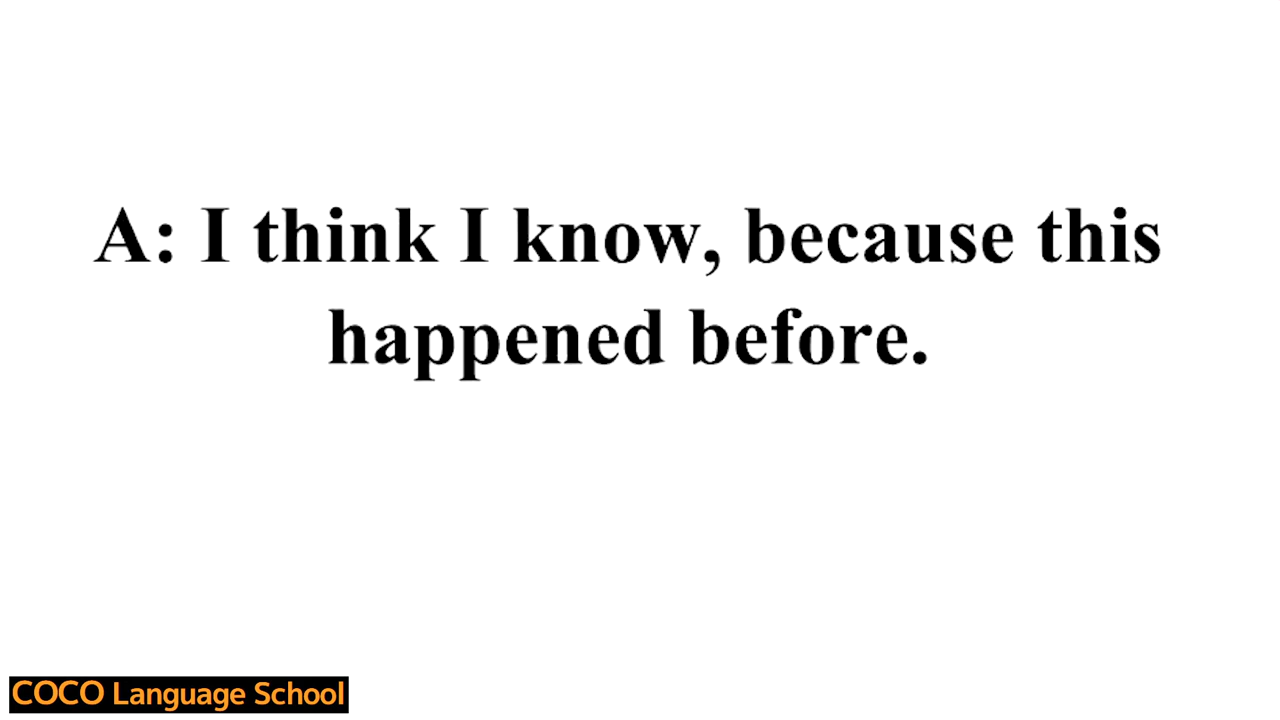 A: I think I know, because this
happened before.
COCO Language School